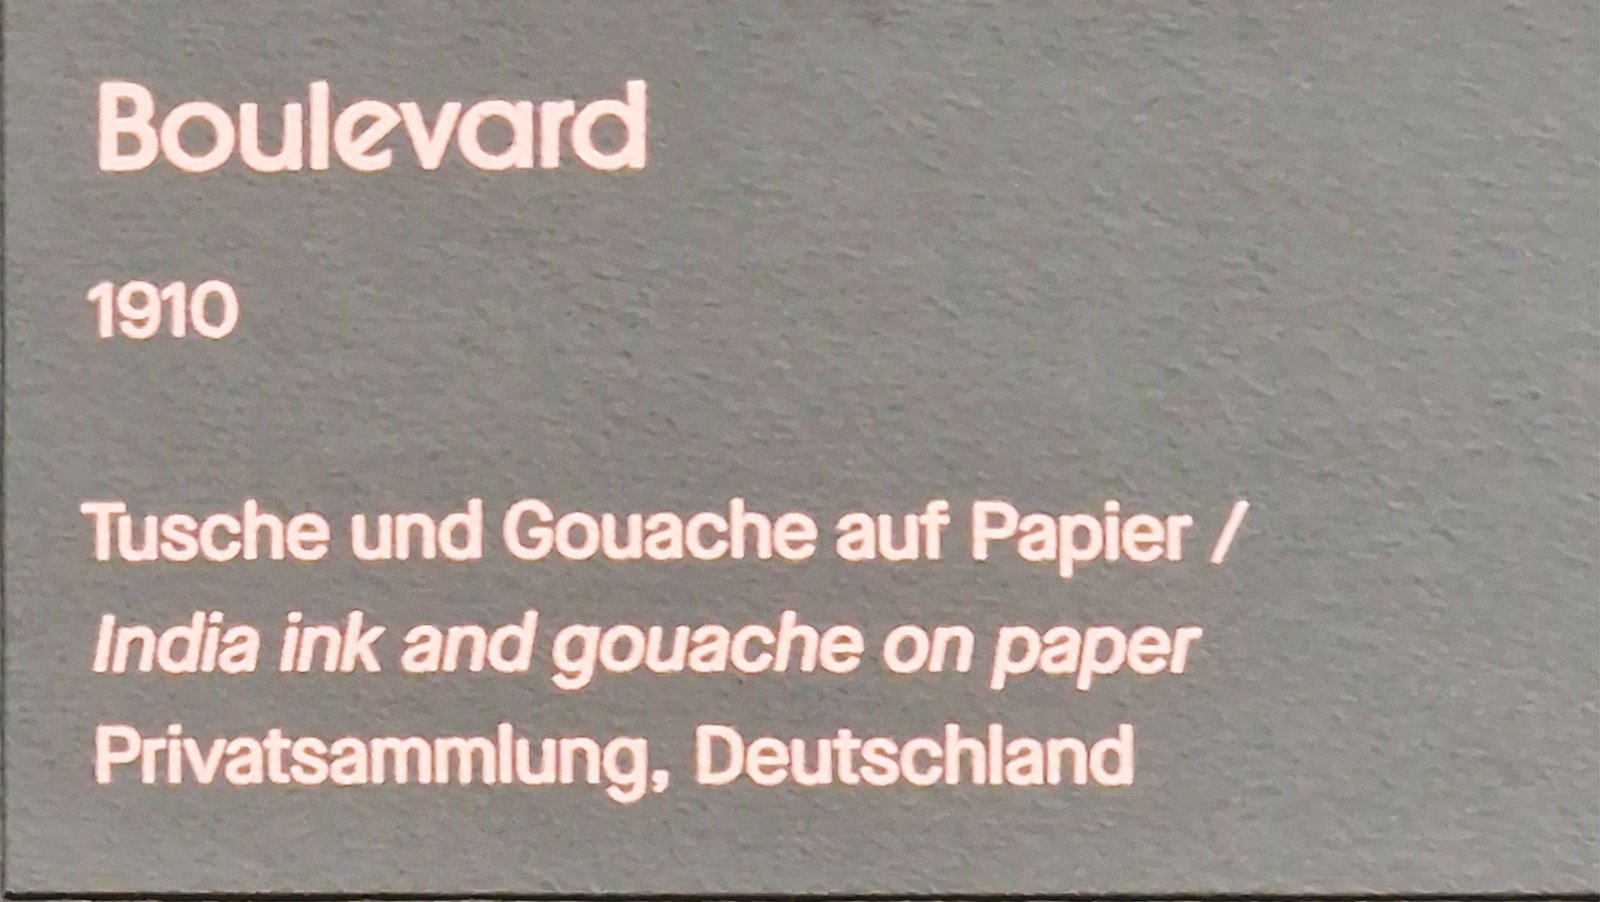 Boulevard
1910
Tusche und Gouache auf Papier /
India ink and gouache on paper
Privatsammlung, Deutschland